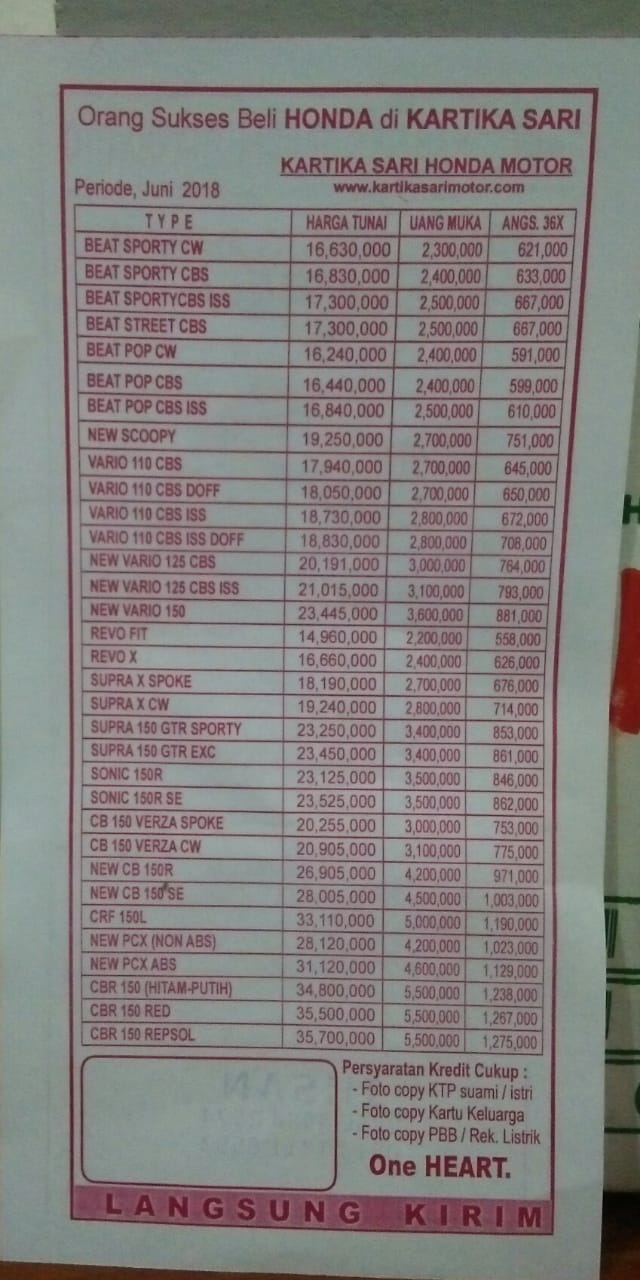 Orang Sukses Beli HONDA di KARTIKA SARI
KARTIKA SARI HONDA MOTOR
Periode, Juni 2018 www.kartikasarimotor.com
TYPE HARGA TUNAI UANG MUKA ANGS. 36X
BEAT SPORTY CW 16,630,000 2,300,000 621,000
BEAT SPORTY CBS 16,830,000 2,400,000 633,000
BEAT SPORTYCBS ISS 17,300,000 2,500,000 667,000
BEAT STREET CBS 17,300,000 2,500,000 667,000
BEAT POP CW 16,240,000 2,400,000 591,000
BEAT POP CBS 16,440,000 2,400,000 599,000
BEAT POP CBS ISS 16,840,000 2,500,000 610,000
NEW SCOOPY 19,250,000 2,700,000 751,000
VARIO 110 CBS 17,940,000 2,700,000 645,000
VARIO 110 CBS DOFF 18,050,000 2,700,000 650,000
VARIO 110 CBS ISS 18,730,000 2,800,000 672,000
VARIO 110 CBS ISS DOFF 18,830,000 2,800,000 708,000
NEW VARIO 125 CBS 20,191,000 3,000,000 764,000
NEW VARIO 125 CBS ISS 21,015,000 3,100,000 793,000
NEW VARIO 150 23,445,000 3,600,000 881,000
REVO FIT 14,960,000 2,200,000 558,000
REVO X 16,660,000 2,400,000 626,000
SUPRA X SPOKE 18,190,000 2,700,000 676,000
SUPRA X CW 19,240,000 2,800,000 714,000
SUPRA 150 GTR SPORTY 23,250,000 3,400,000 853,000
SUPRA 150 GTR EXC 23,450,000 3,400,000 861,000
SONIC 150R 23,125,000 3,500,000 846,000
SONIC 150R SE 23,525,000 3,500,000 862,000
CB 150 VERZA SPOKE 20,255,000 3,000,000 753,000
CB 150 VERZA CW 20,905,000 3,100,000 775,000
NEW CB 150R 26,905,000 4,200,000 971,000
NEW CB 150 SE 28,005,000 4,500,000 1,003,000
CRF 150L 33,110,000 5,000,000 1,190,000
NEW PCX (NON ABS) 28,120,000 4,200,000 1,023,000
NEW PCX ABS 31,120,000 4,600,000 1,129,000
CBR 150 (HITAM-PUTIH) 34,800,000 5,500,000 1,238,000
CBR 150 RED 35,500,000 5,500,000 1,267,000
CBR 150 REPSOL 35,700,000 5,500,000 1,275,000
Persyaratan Kredit Cukup :
- Foto copy KTP suami / istri
- Foto copy Kartu Keluarga
- Foto copy PBB / Rek. Listrik
One HEART.
LANGSUNG KIRIM